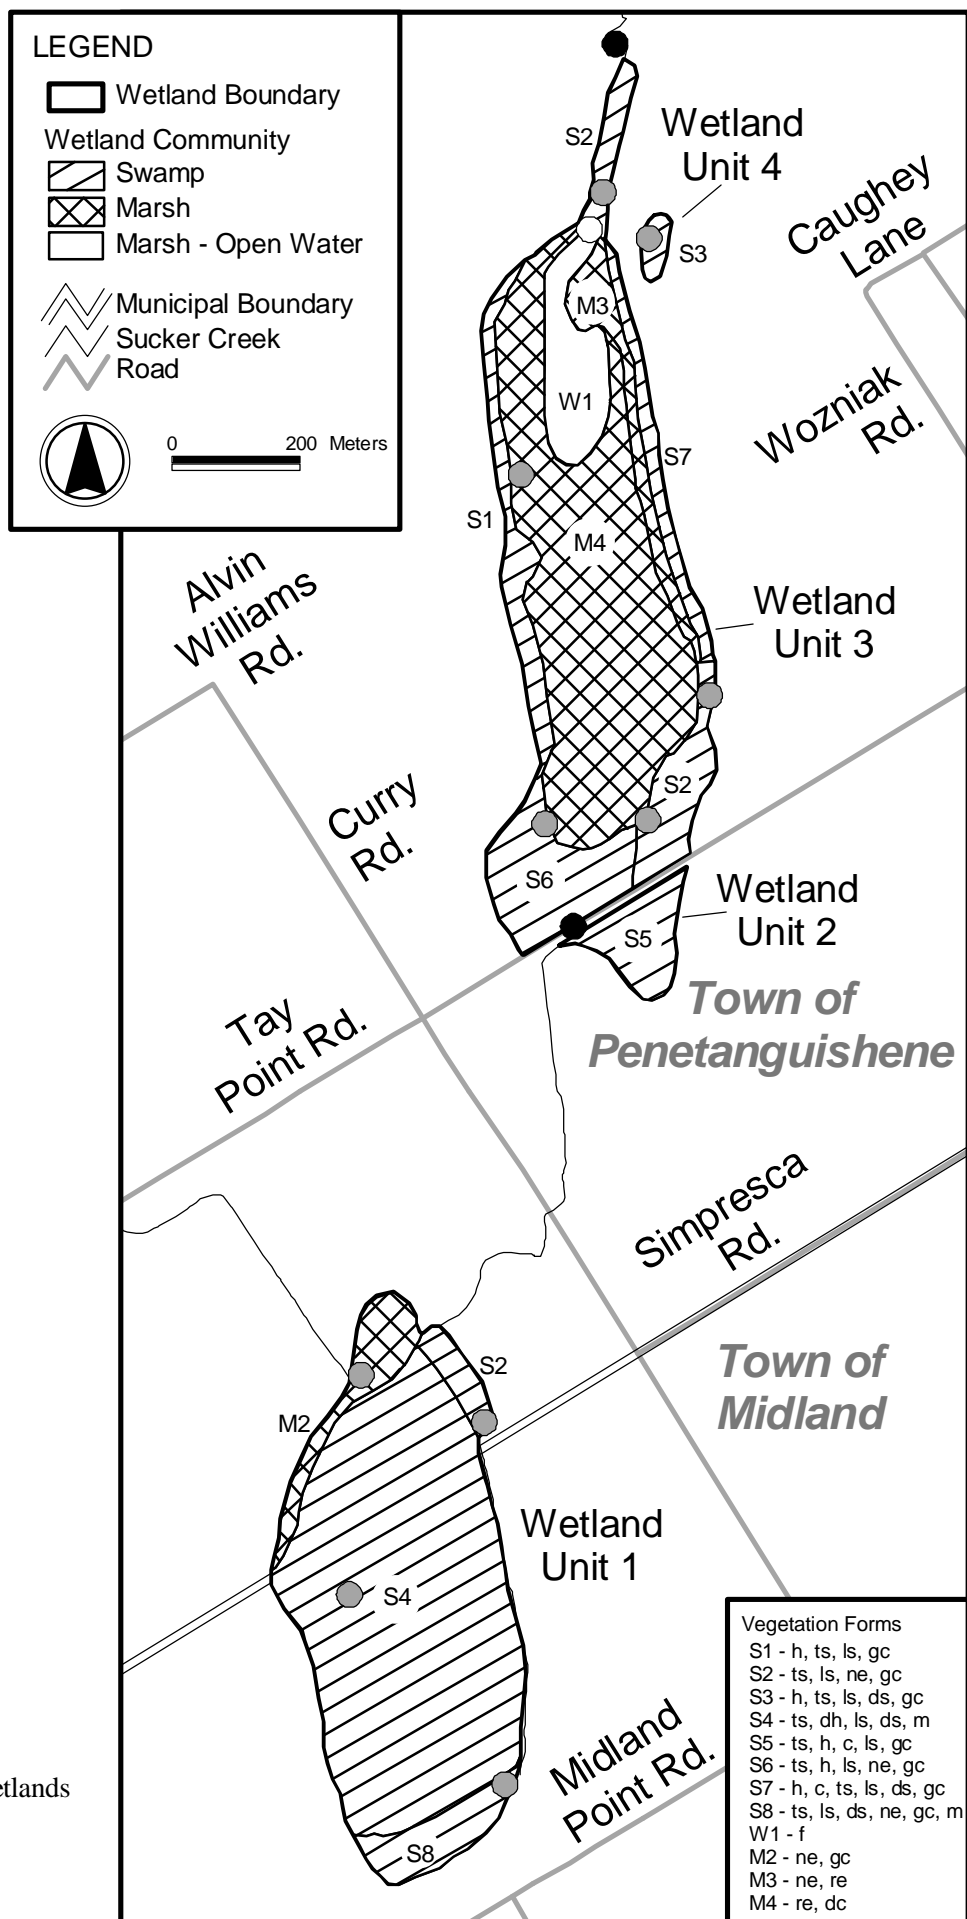 LEGEND
Wetland Boundary
Wetland Community
Swamp
Marsh
Marsh - Open Water
Municipal Boundary
Sucker Creek
Road
0 200 Meters
S2
Wetland
Unit 4
S3
Caughey
Lane
M3
W1
Wozniak
Rd.
S7
S1
M4
Alvin
Williams
Rd.
Wetland
Unit 3
S2
Curry
Rd.
S6
Wetland
Unit 2
S5
Tay
Point Rd.
Town of
Penetanguishene
Simpresca
Rd.
Town of
Midland
S2
M2
Wetland
Unit 1
S4
Midland
Point Rd.
S8
etlands
Vegetation Forms
S1 - h, ts, ls, gc
S2 - ts, ls, ne, gc
S3 - h, ts, ls, ds, gc
S4 - ts, dh, ls, ds, m
S5 - ts, h, c, ls, gc
S6 - ts, h, ls, ne, gc
S7 - h, c, ts, ls, ds, gc
S8 - ts, ls, ds, ne, gc, m
W1 - f
M2 - ne, gc
M3 - ne, re
M4 - re, dc